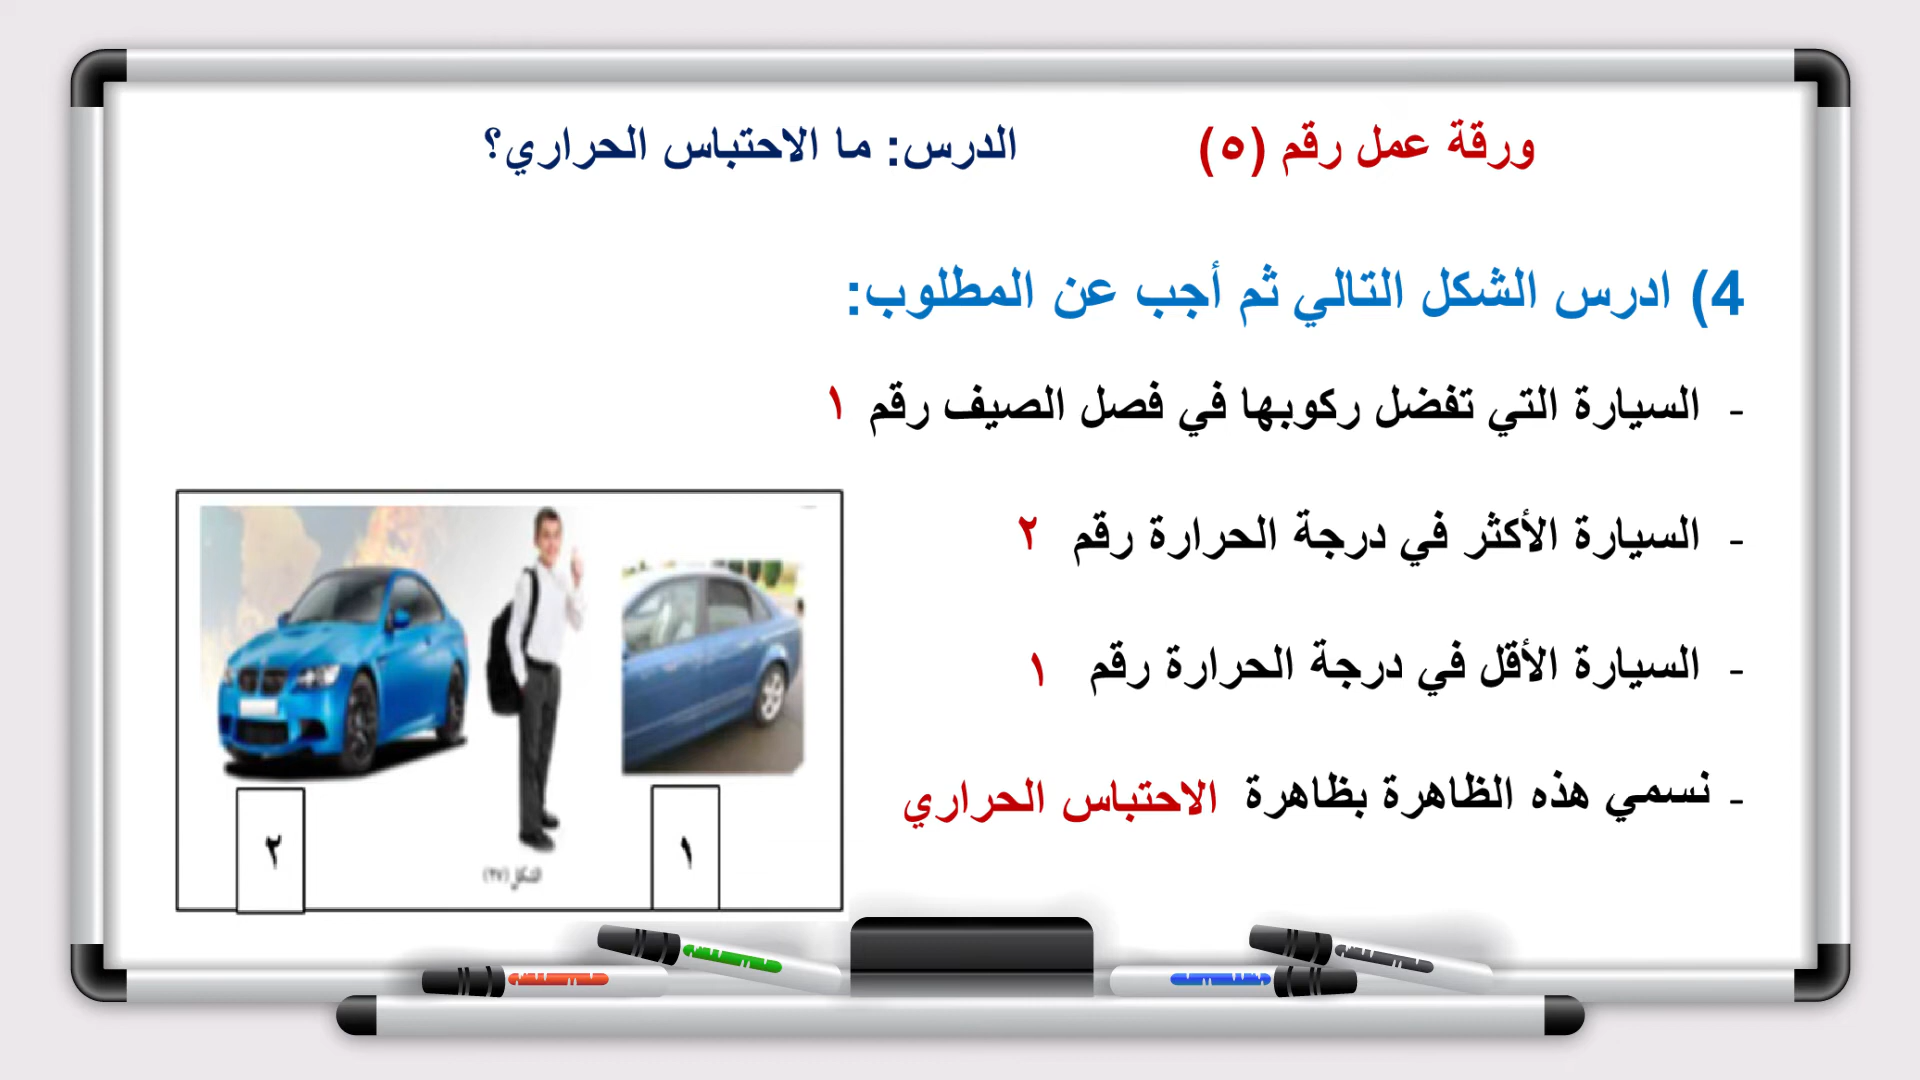 ورقة عمل رقم (٥)
الدرس: ما الاحتباس الحراري؟
4) ادرس الشكل التالي ثم أجب عن المطلوب:
- السيارة التي تفضل ركوبها في فصل الصيف رقم ١
- السيارة الأكثر في درجة الحرارة رقم ٢
- السيارة الأقل في درجة الحرارة رقم ١
- نسمي هذه الظاهرة بظاهرة الاحتباس الحراري
١
٢
الشكل (٢٧)